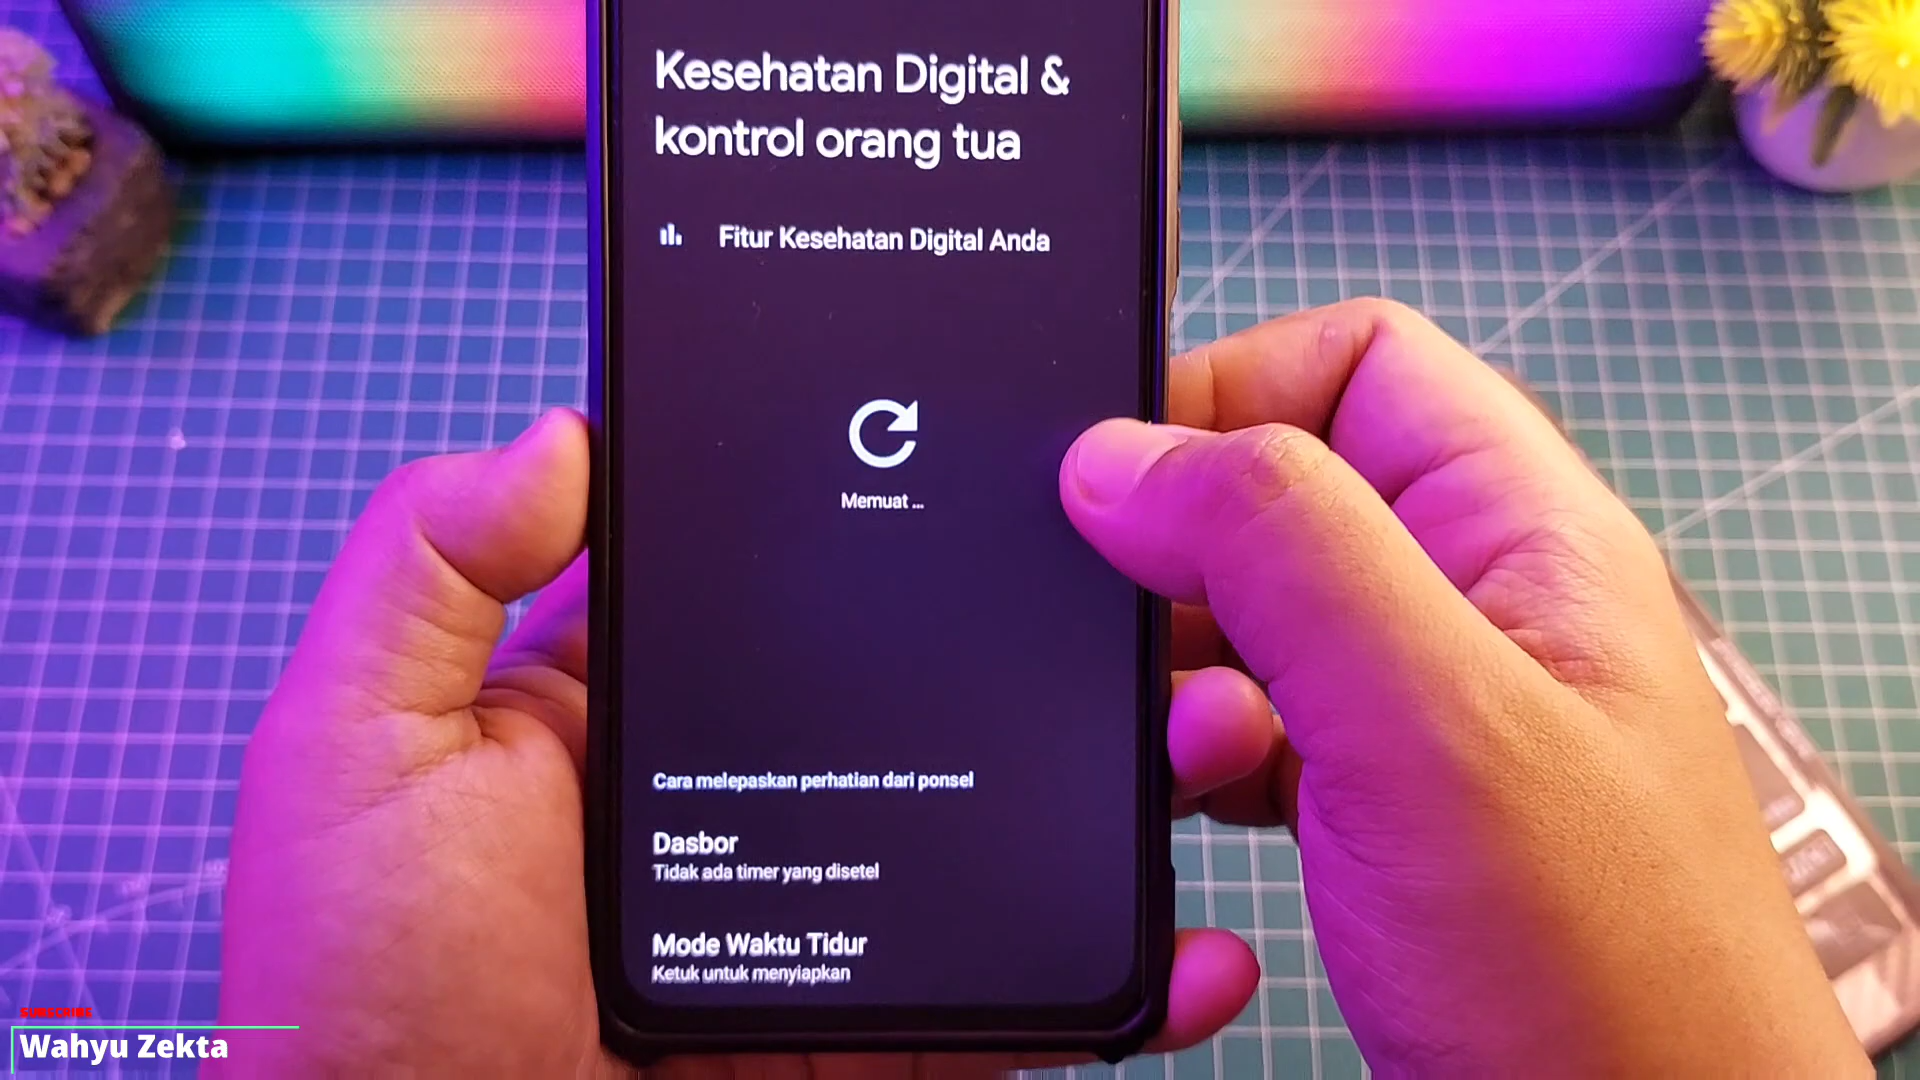 Kesehatan Digital &
kontrol orang tua
Fitur Kesehatan Digital Anda
Memuat ...
Cara melepaskan perhatian dari ponsel
Dasbor
Tidak ada timer yang disetel
Mode Waktu Tidur
Ketuk untuk menyiapkan
SUBSCRIBE
Wahyu Zekta